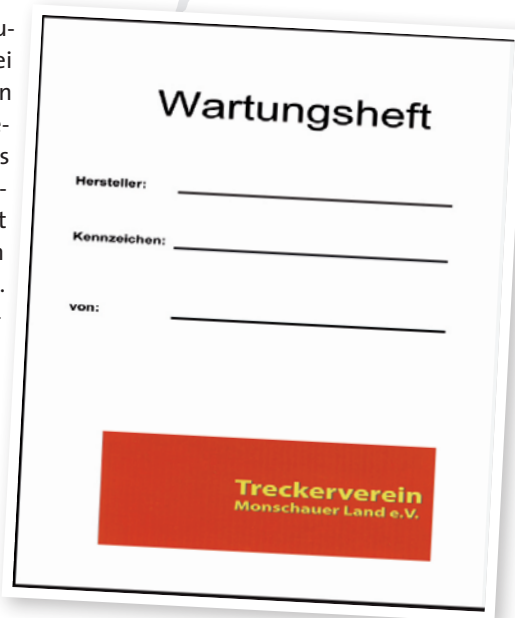 Wartungsheft
Hersteller:
Kennzeichen:
von:
Treckerverein
Monschauer Land e.V.